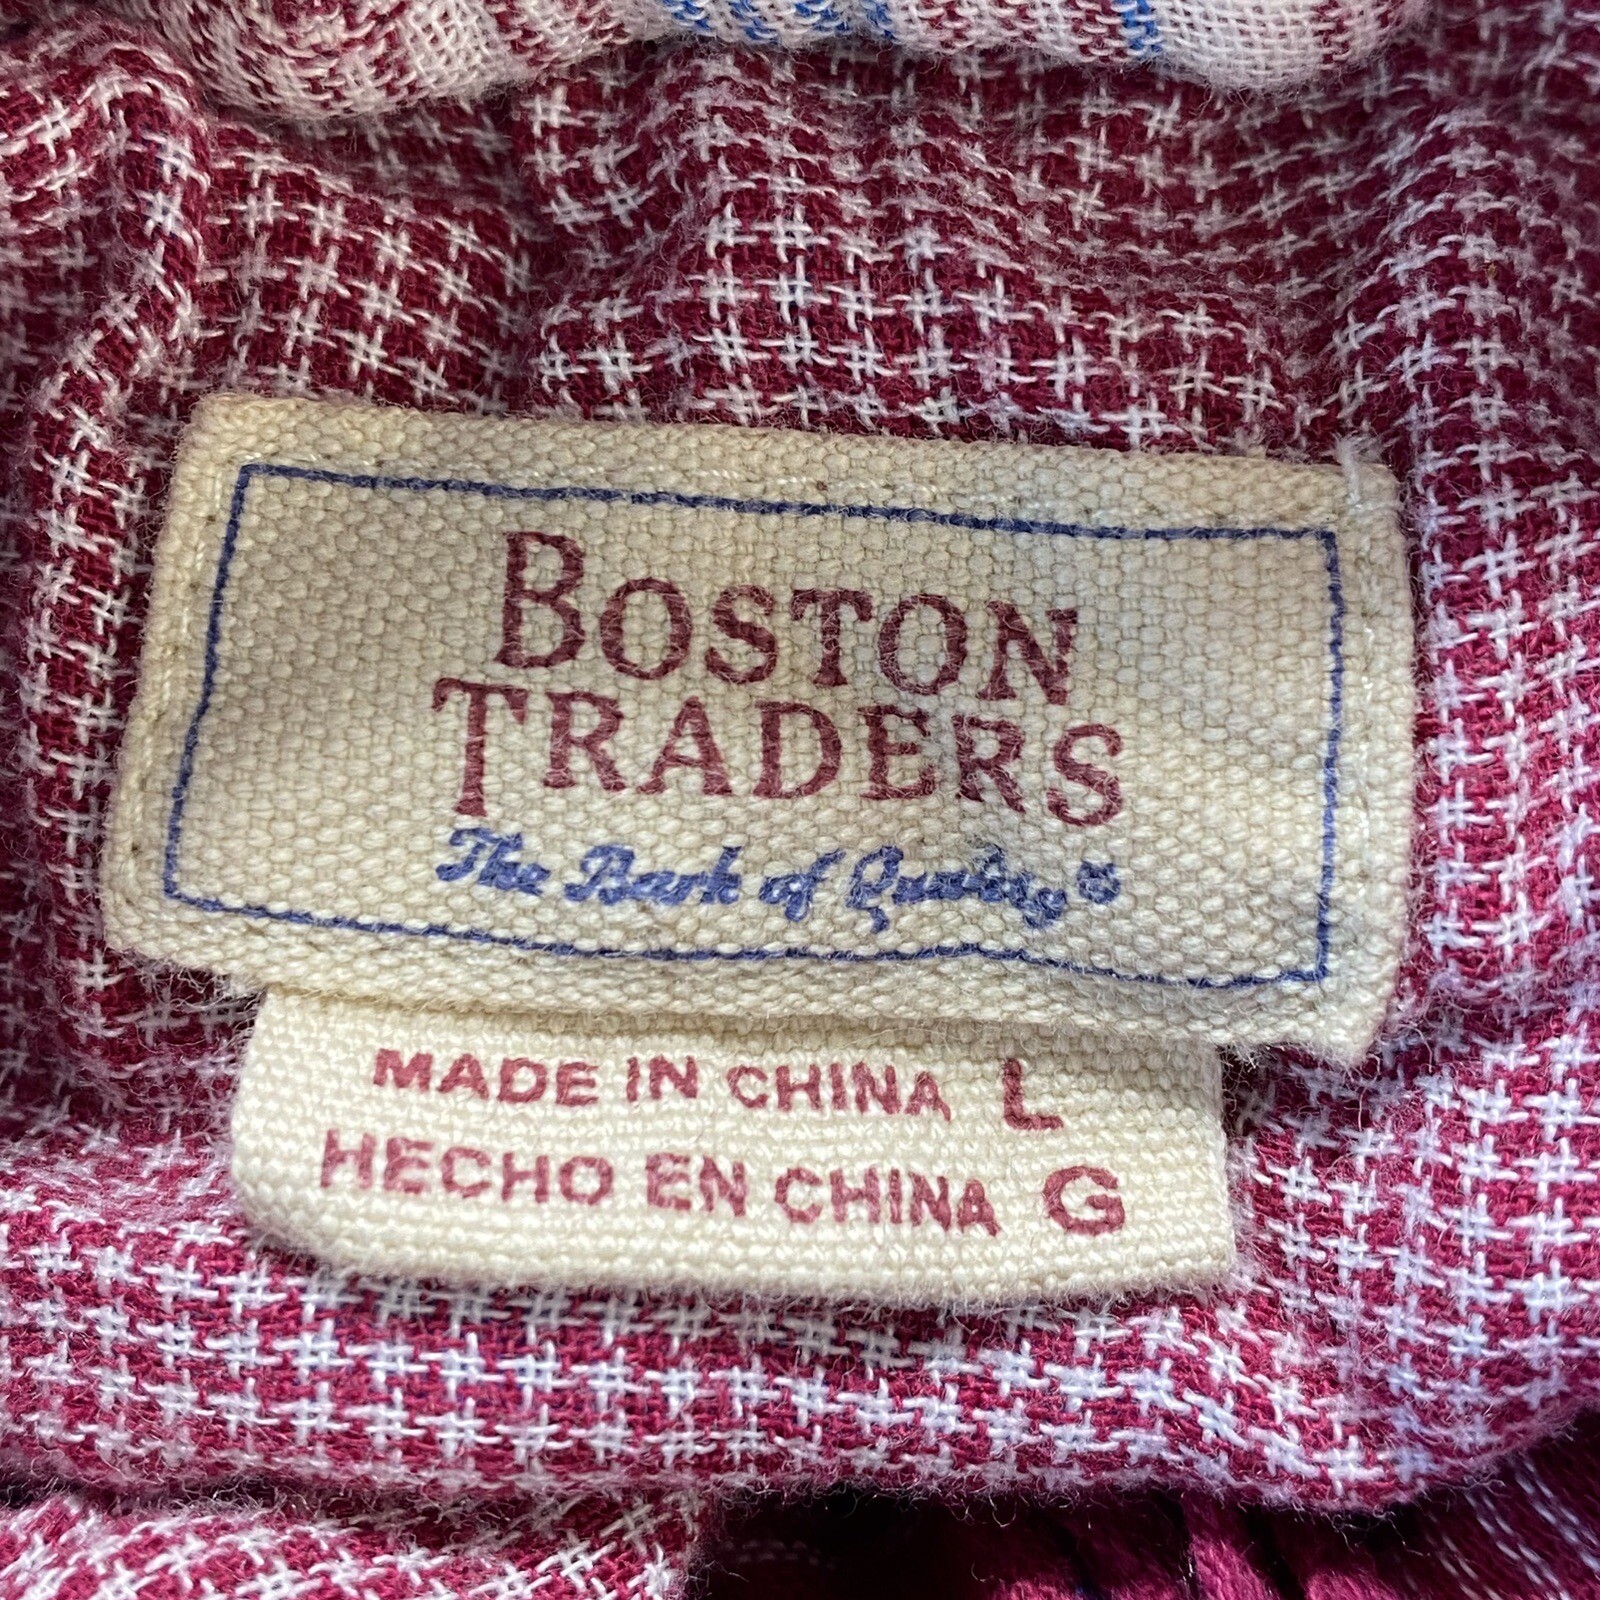 BOSTON
TRADERS
The Bark of Quality®
MADE IN CHINA L
HECHO EN CHINA G